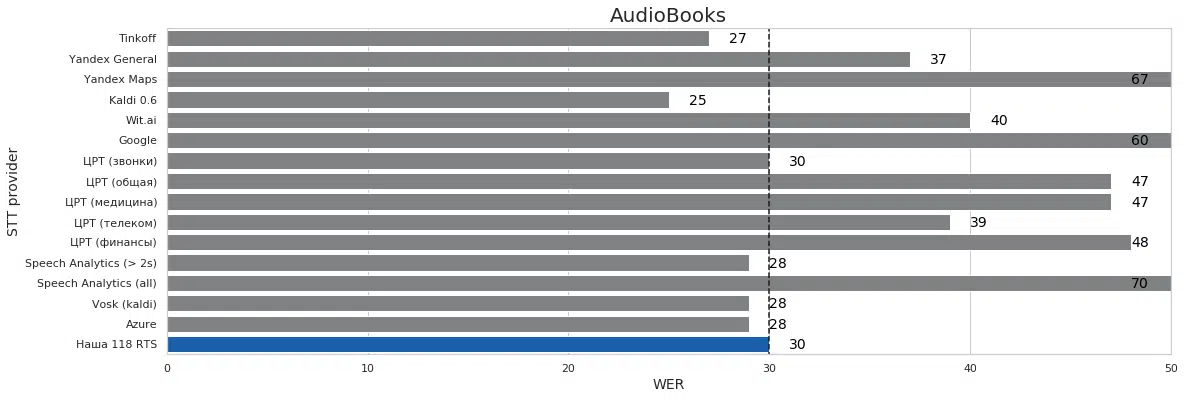 AudioBooks
STT provider
Tinkoff 27
Yandex General 37
Yandex Maps 67
Kaldi 0.6 25
Wit.ai 40
Google 60
ЦРТ (звонки) 30
ЦРТ (общая) 47
ЦРТ (медицина) 47
ЦРТ (телеком) 39
ЦРТ (финансы) 48
Speech Analytics (> 2s) 28
Speech Analytics (all) 70
Vosk (kaldi) 28
Azure 28
Наша 118 RTS 30
0 10 20 30 40 50
WER